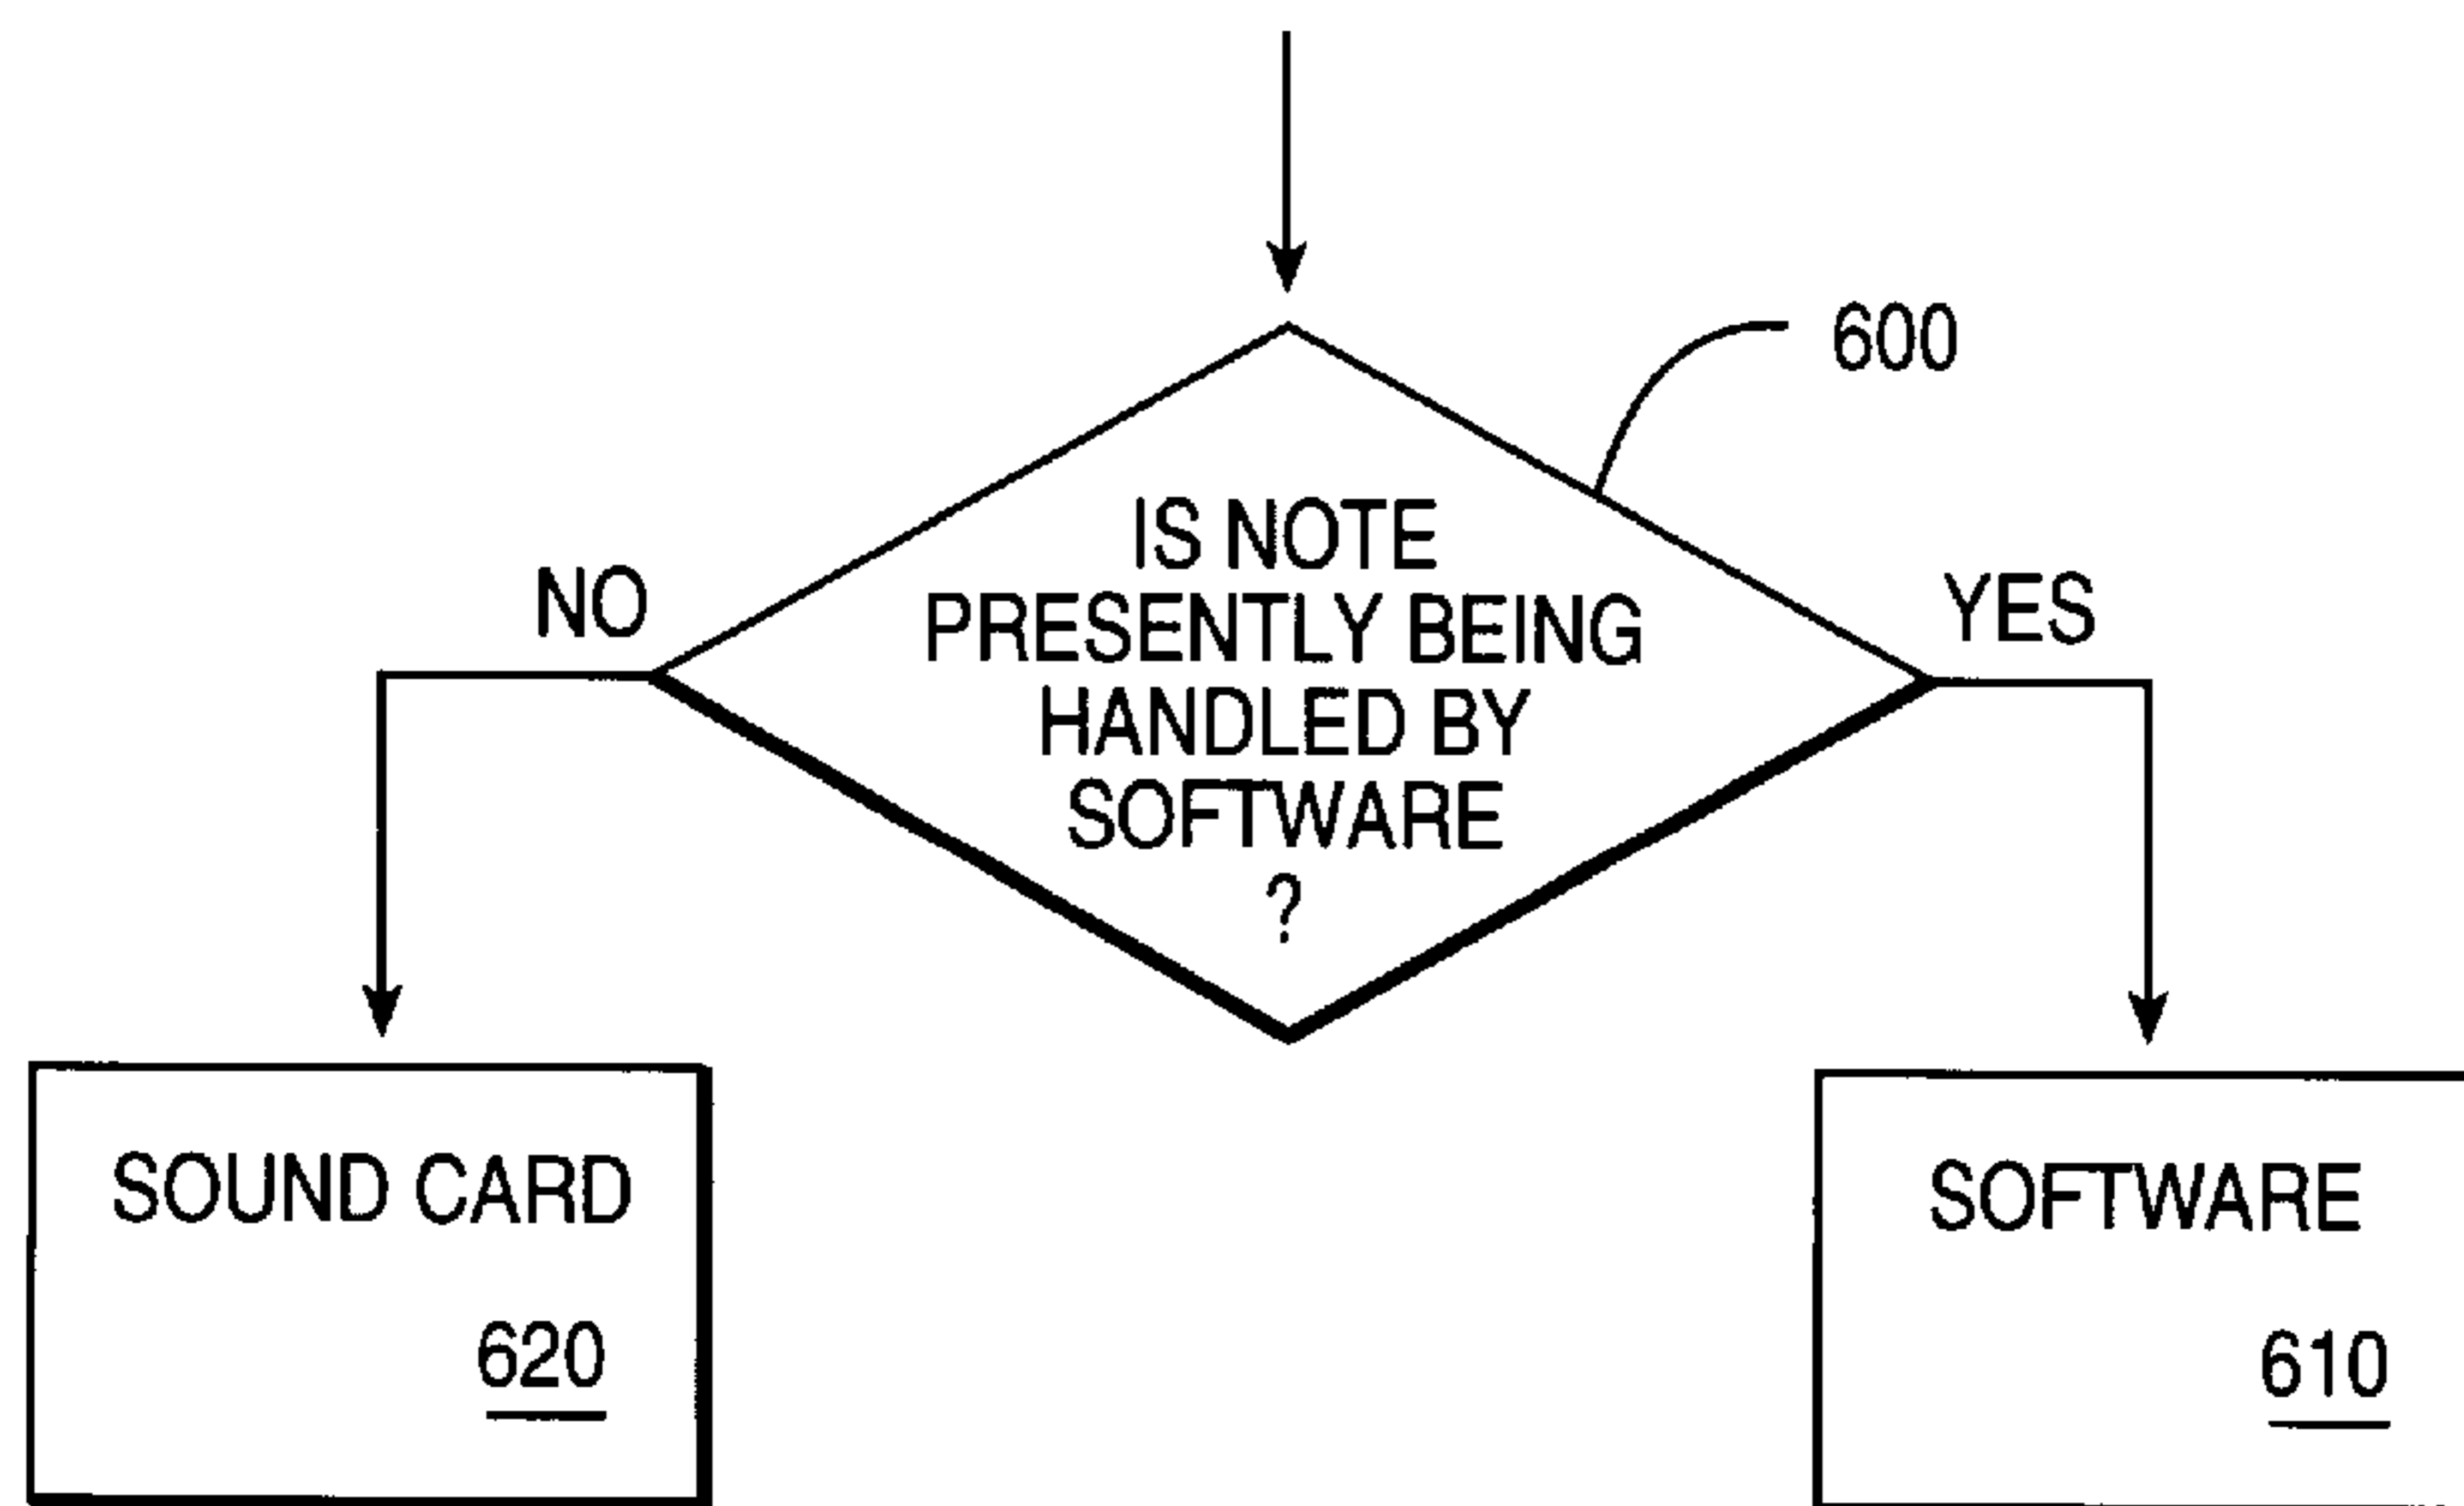 600
IS NOTE
PRESENTLY BEING
HANDLED BY
SOFTWARE
?
NO
YES
SOUND CARD
620
SOFTWARE
610